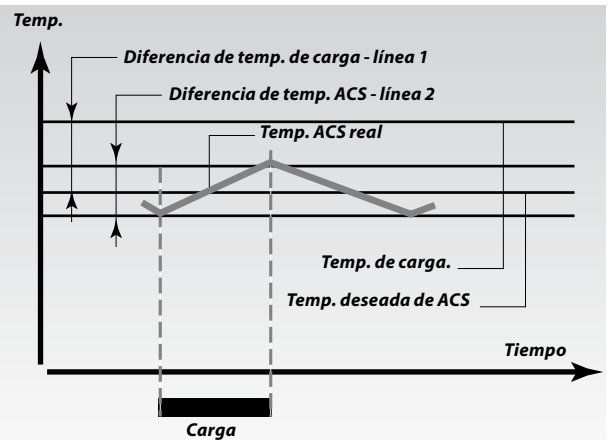 Temp.
Diferencia de temp. de carga - línea 1
Diferencia de temp. ACS - línea 2
Temp. ACS real
Temp. de carga.
Temp. deseada de ACS
Tiempo
Carga